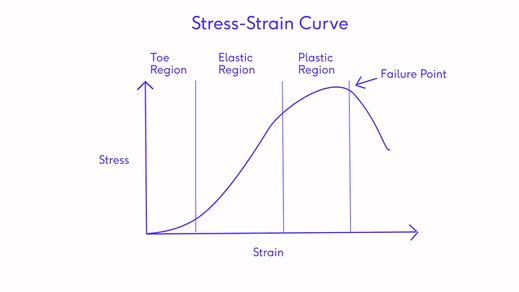 Stress-Strain Curve
Toe
Region
Elastic
Region
Plastic
Region
Failure Point
Stress
Strain